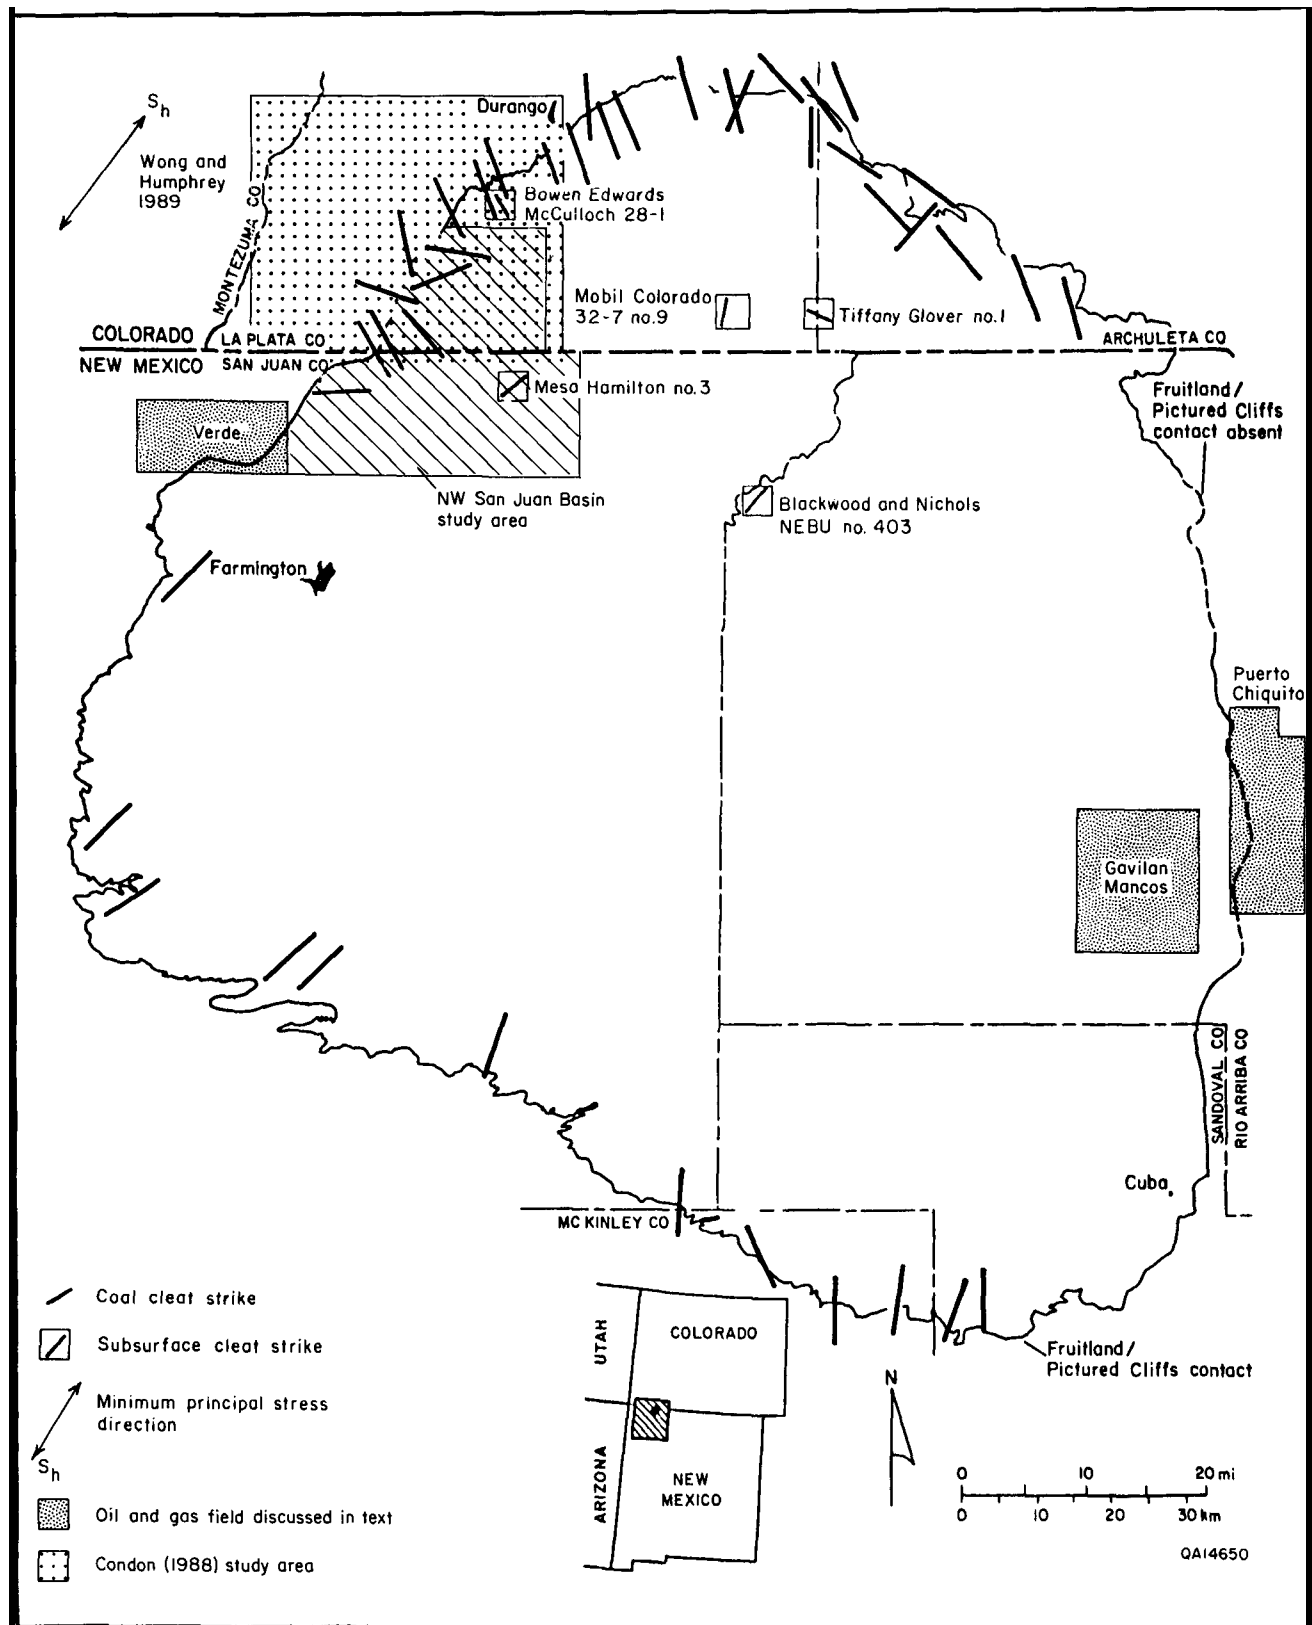 Sh
Wong and
Humphrey
1989
Durango
MONTEZUMA CO
Bowen Edwards
McCulloch 28-1
Mobil Colorado
32-7 no.9
Tiffany Glover no.1
COLORADO
LA PLATA CO
ARCHULETA CO
NEW MEXICO
SAN JUAN CO
Mesa Hamilton no.3
Fruitland/
Pictured Cliffs
contact absent
Verde
NW San Juan Basin
study area
Blackwood and Nichols
NEBU no. 403
Farmington
Puerto
Chiquito
Gavilan
Mancos
SANDOVAL CO
RIO ARRIBA CO
Cuba
MC KINLEY CO
Fruitland/
Pictured Cliffs contact
Coal cleat strike
Subsurface cleat strike
Minimum principal stress
direction
Sh
Oil and gas field discussed in text
Condon (1988) study area
UTAH
COLORADO
ARIZONA
NEW
MEXICO
N
0 10 20 mi
0 10 20 30 km
QA14650